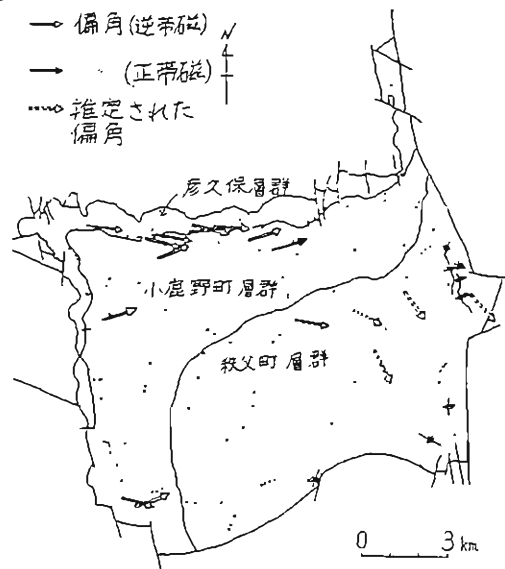 偏角(逆帯磁)
〃 (正帯磁)
推定された
偏角
N
彦久保層群
小鹿野町層群
秩父町層群
0 3 km